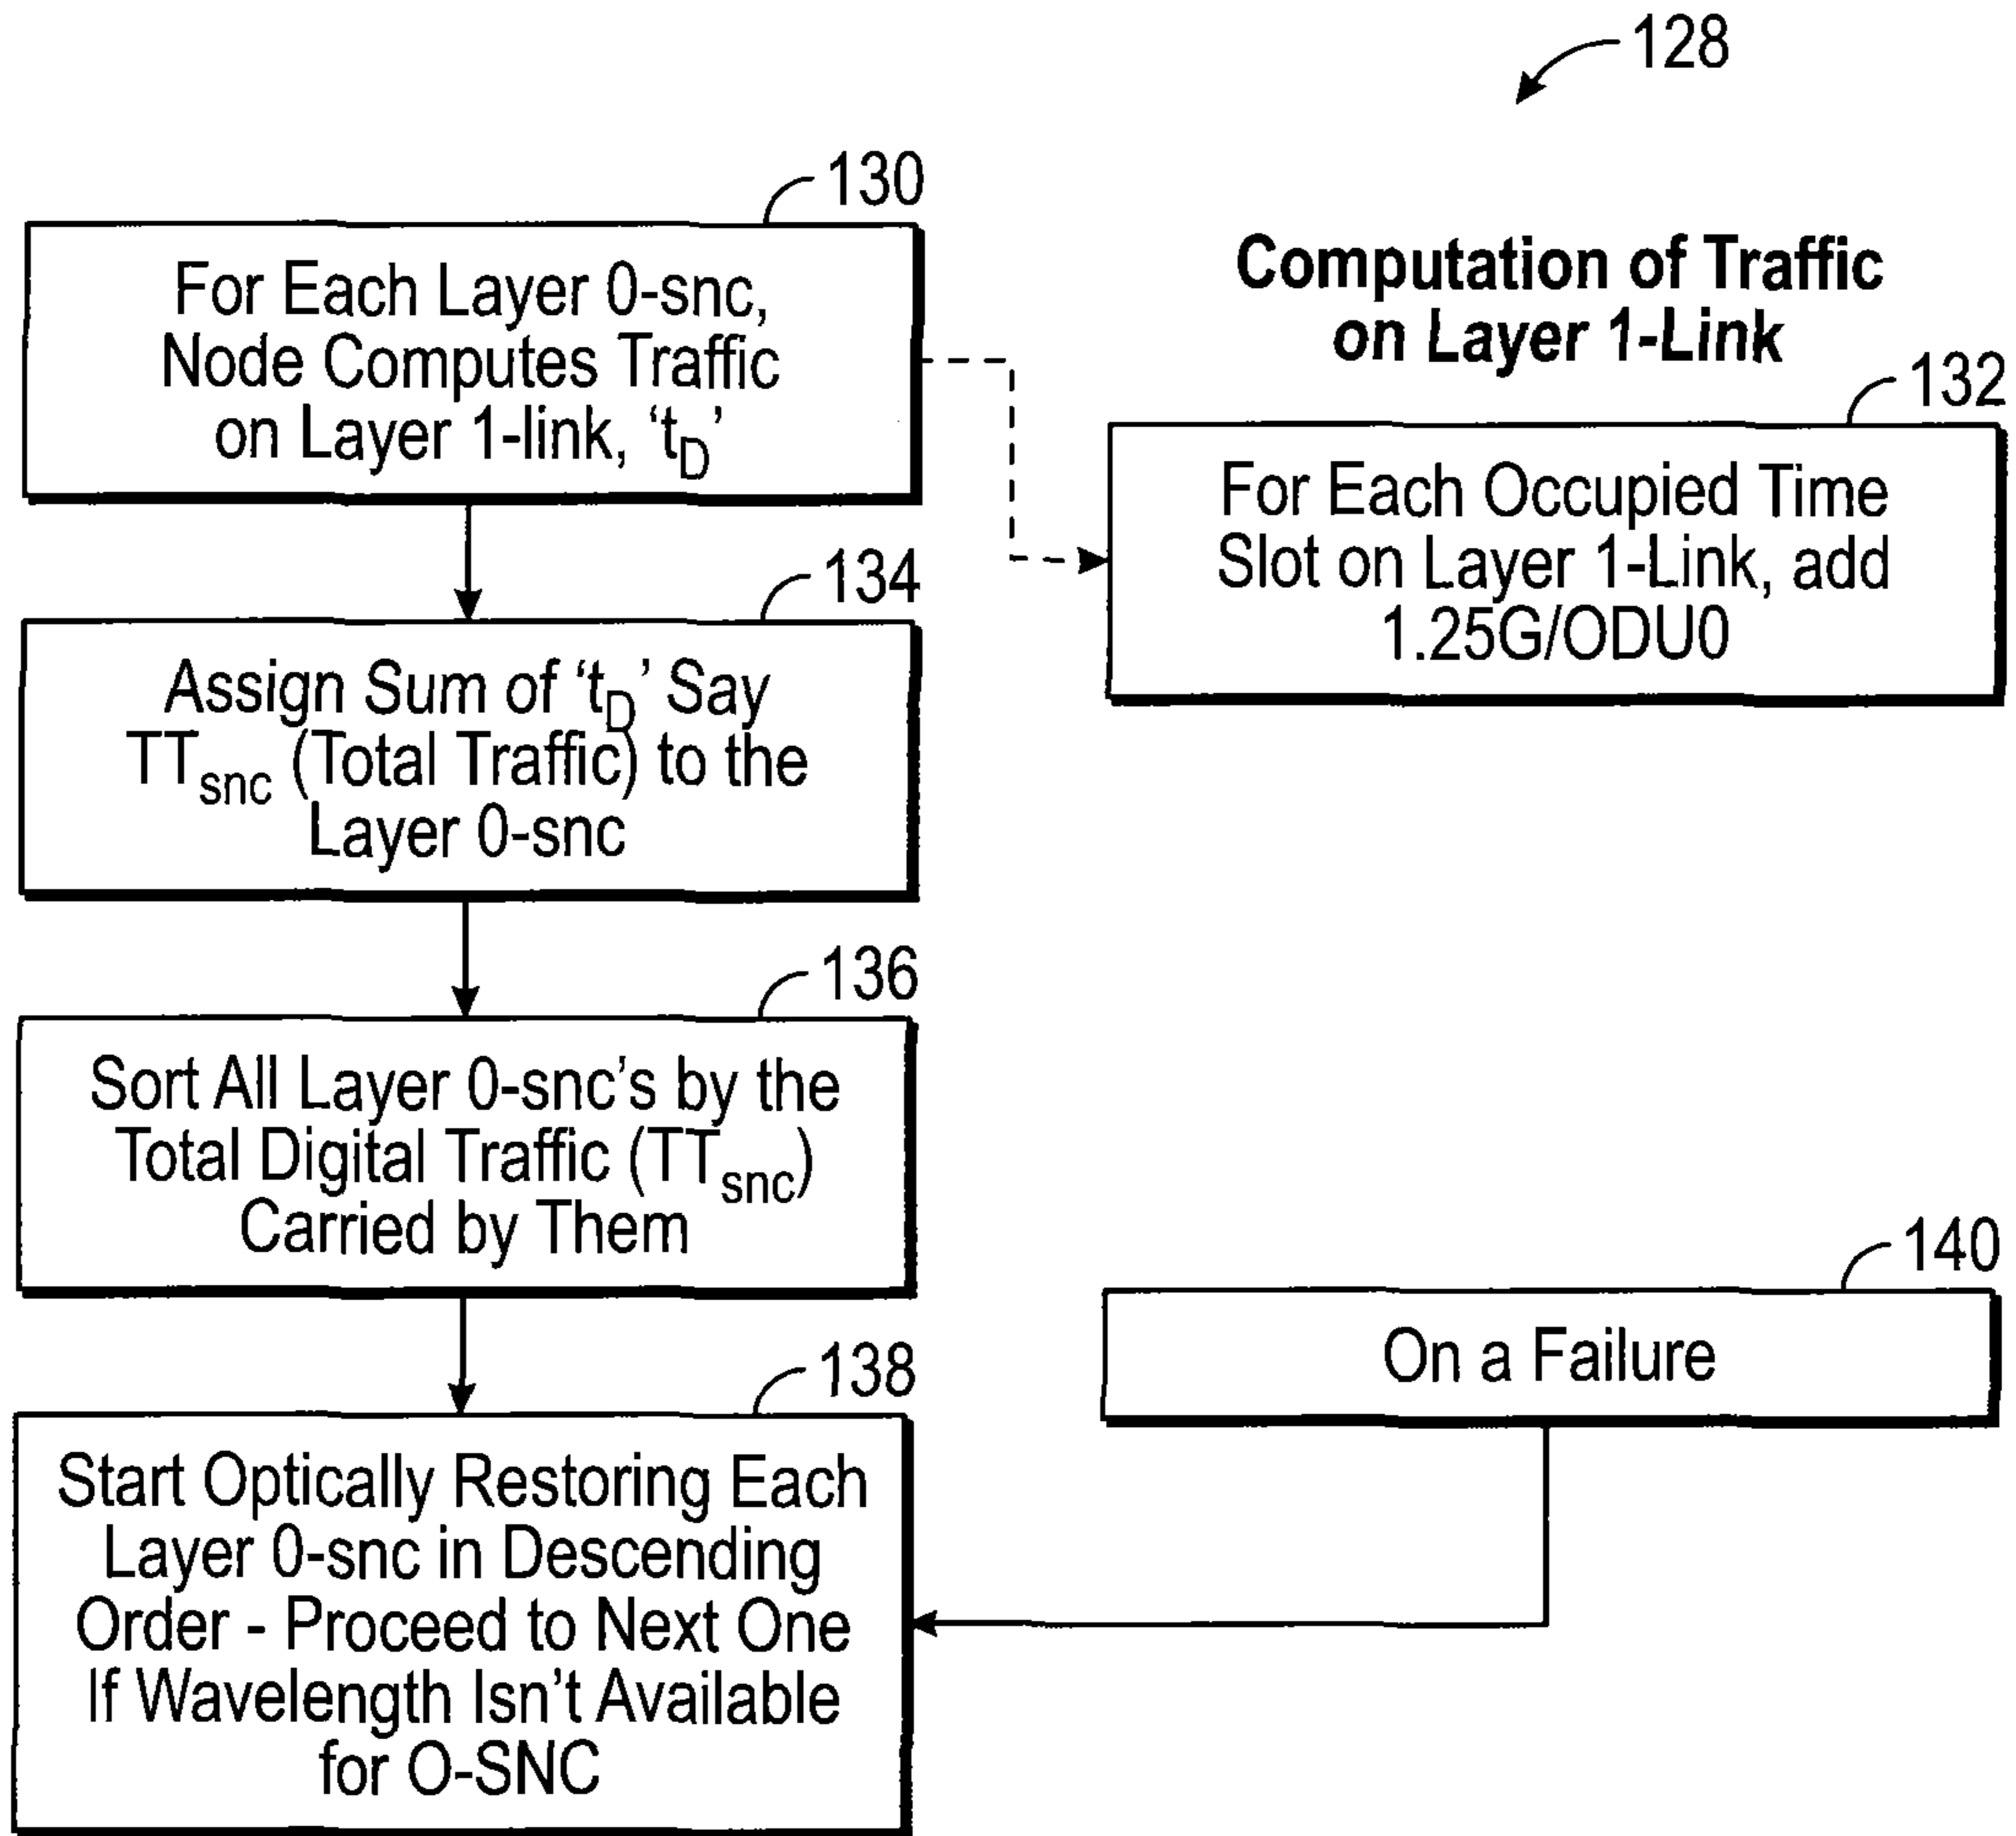 128
130
For Each Layer 0-snc,
Node Computes Traffic
on Layer 1-link, ‘tD’
Computation of Traffic
on Layer 1-Link
132
For Each Occupied Time
Slot on Layer 1-Link, add
1.25G/ODU0
134
Assign Sum of ‘tD’ Say
TTsnc (Total Traffic) to the
Layer 0-snc
136
Sort All Layer 0-snc’s by the
Total Digital Traffic (TTsnc)
Carried by Them
140
On a Failure
138
Start Optically Restoring Each
Layer 0-snc in Descending
Order - Proceed to Next One
If Wavelength Isn’t Available
for O-SNC